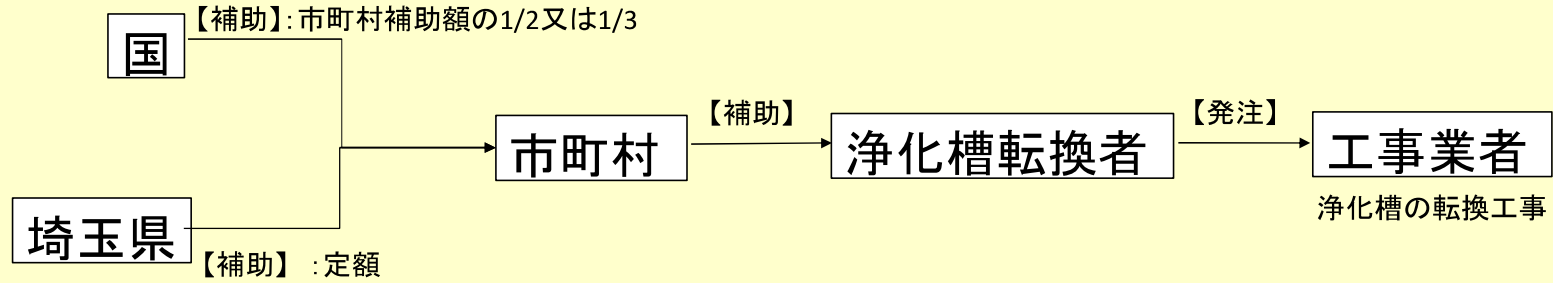 国
【補助】：市町村補助額の1/2又は1/3
市町村
【補助】
浄化槽転換者
【発注】
工事業者
浄化槽の転換工事
埼玉県
【補助】：定額